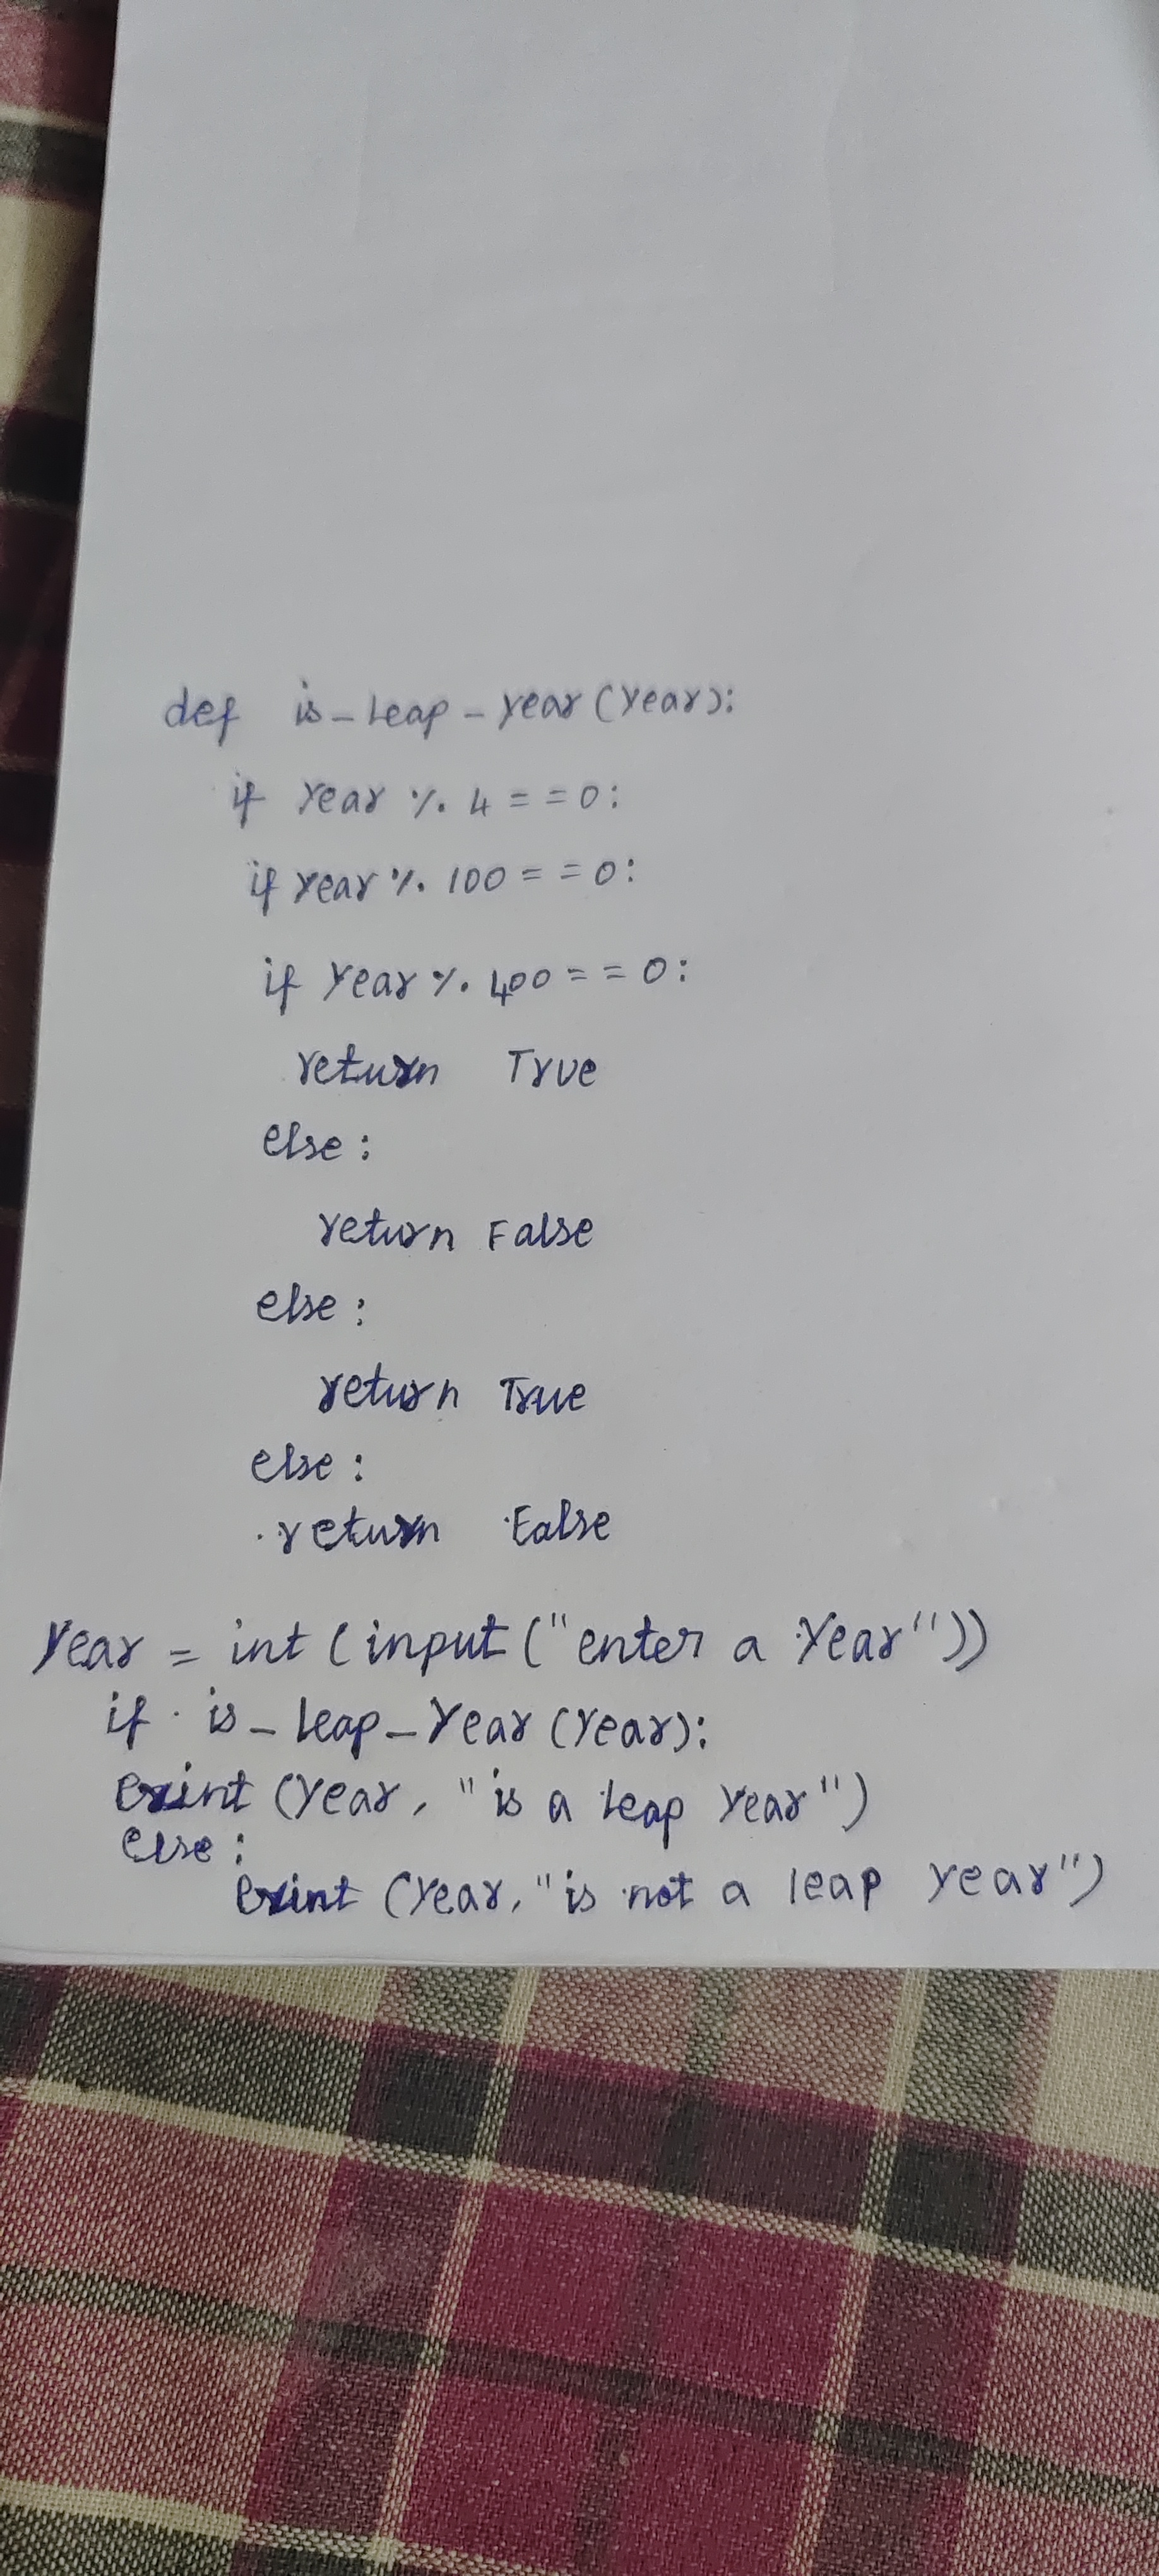 def is_leap_year(year):
if year % 4 == 0:
if year % 100 == 0:
if year % 400 == 0:
return True
else:
return False
else:
return True
else:
return False
year = int(input("enter a year"))
if is_leap_year(year):
print(year, "is a leap year")
else:
print(year, "is not a leap year")